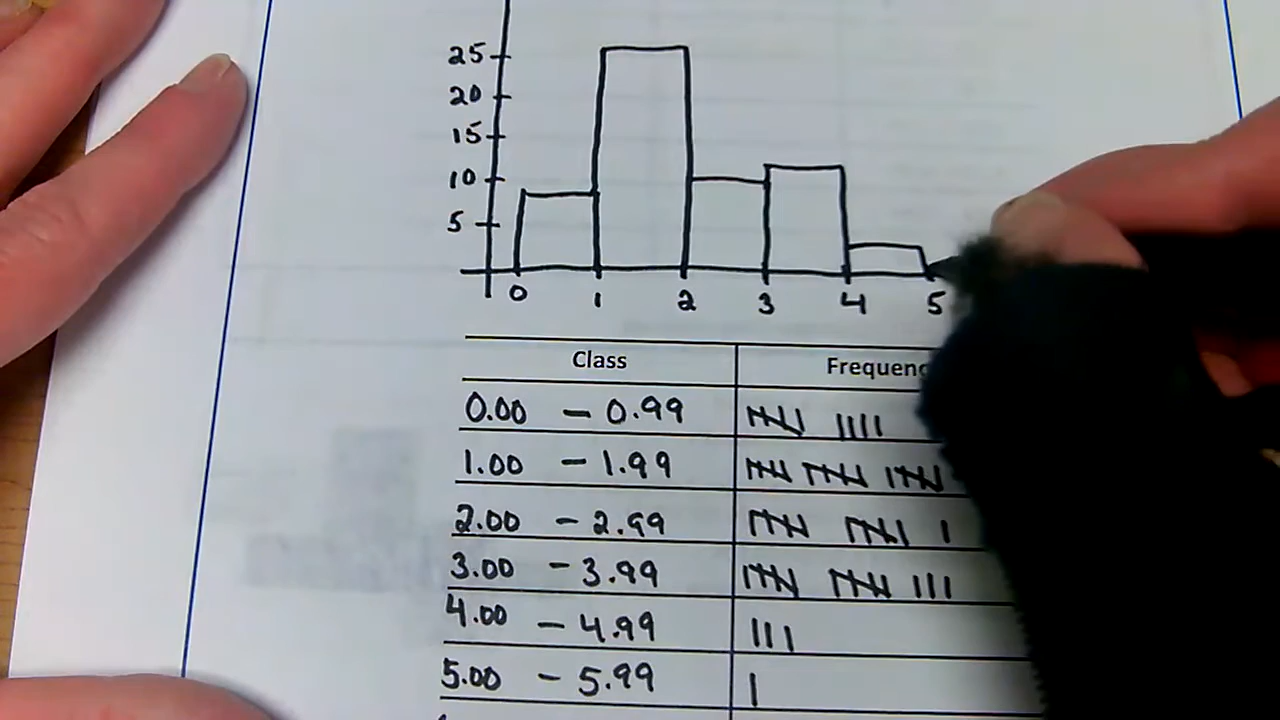 25
20
15
10
5
0 1 2 3 4 5
Class
0.00 - 0.99
1.00 - 1.99
2.00 - 2.99
3.00 - 3.99
4.00 - 4.99
5.00 - 5.99